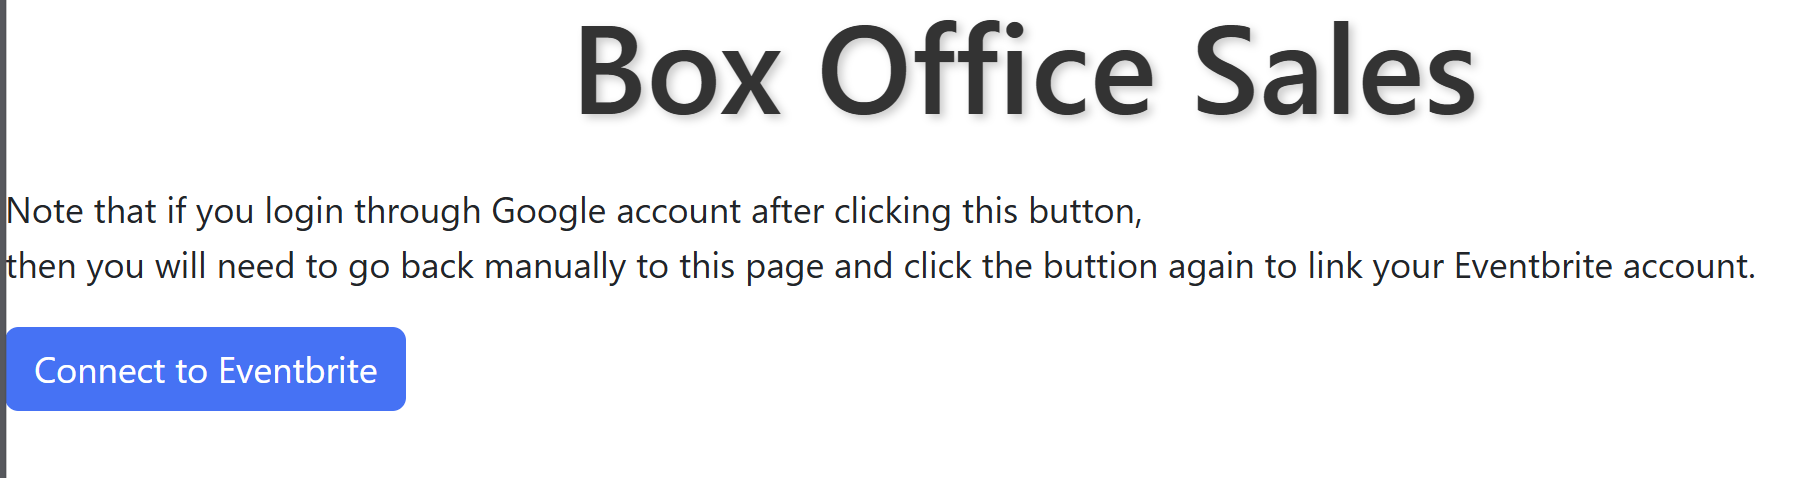 Box Office Sales
Note that if you login through Google account after clicking this button,
then you will need to go back manually to this page and click the buttion again to link your Eventbrite account.
Connect to Eventbrite